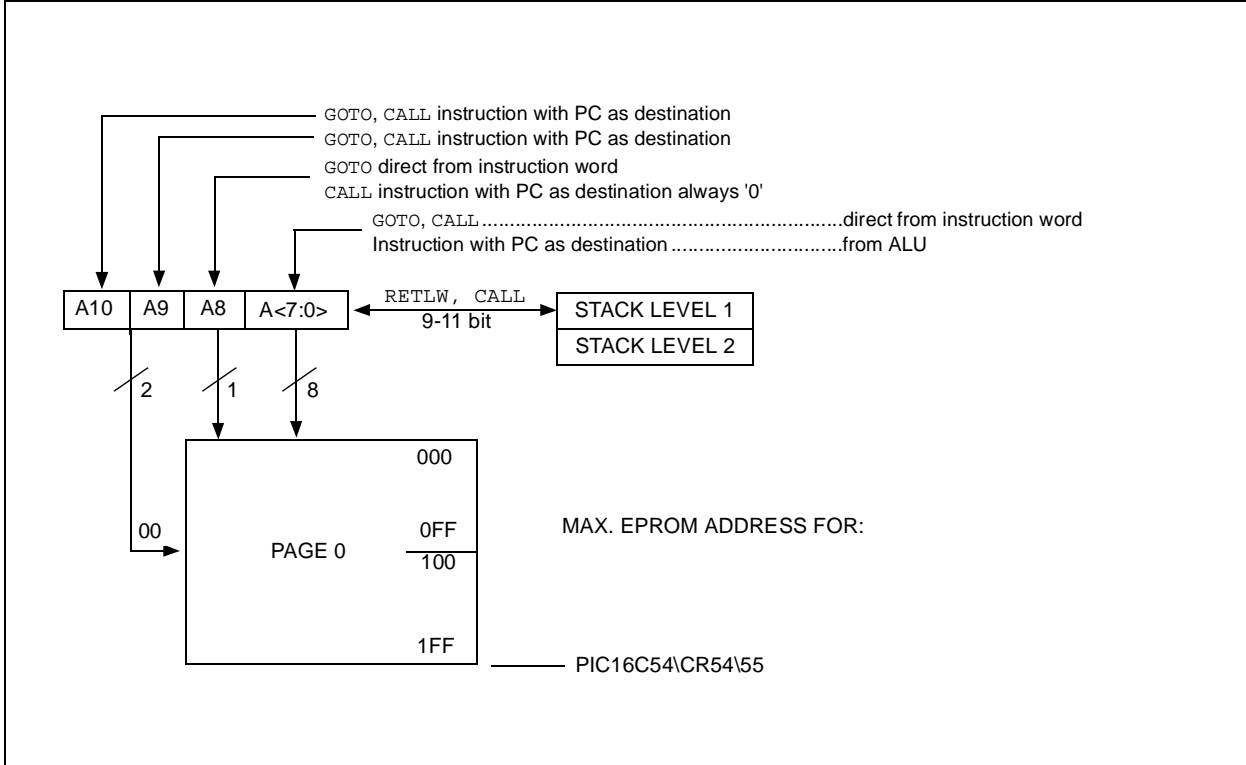 GOTO, CALL instruction with PC as destination
GOTO, CALL instruction with PC as destination
GOTO direct from instruction word
CALL instruction with PC as destination always '0'
GOTO, CALL..................................................................direct from instruction word
Instruction with PC as destination...............................from ALU
A10 A9 A8 A<7:0>
RETLW, CALL
9-11 bit
STACK LEVEL 1
STACK LEVEL 2
2 1 8
000
00
PAGE 0
0FF
100
1FF
MAX. EPROM ADDRESS FOR:
PIC16C54\CR54\55